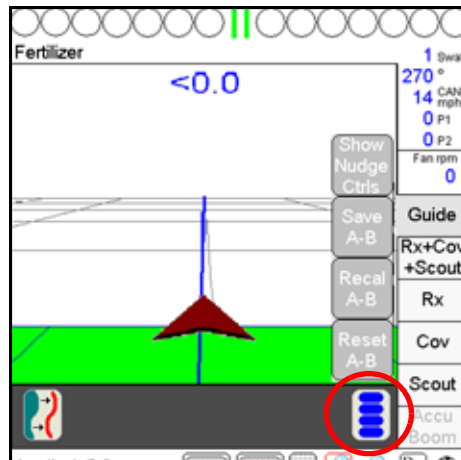 Fertilizer
<0.0
1 Swat
270 °
14 CAN
mph
0 P1
0 P2
Fan rpm
0
Show
Nudge
Ctrls
Save
A-B
Recal
A-B
Reset
A-B
Guide
Rx+Cov
+Scout
Rx
Cov
Scout
Accu
Boom